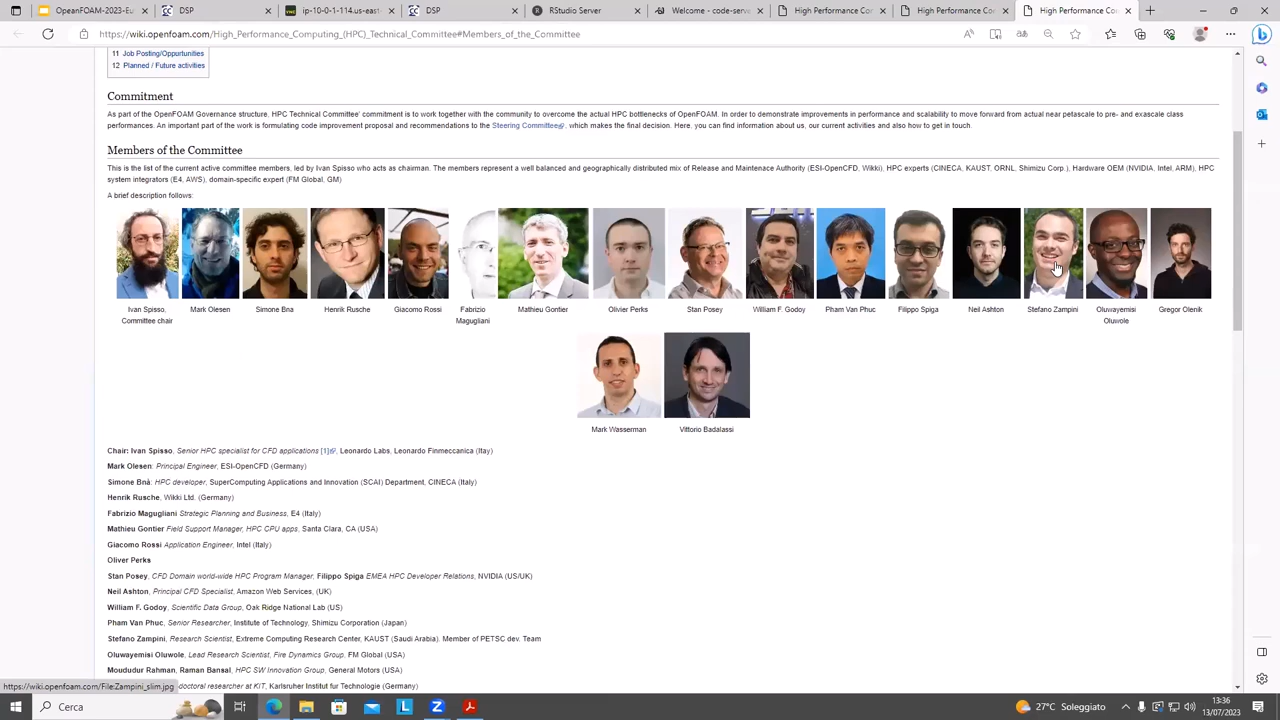 OpenFOAM-2023-Eu
DSP
ec2-10-0-1-114.us-e
DSP
RStudio Server
DSP
High Performance Co
High Performance Co
https://wiki.openfoam.com/High_Performance_Computing_(HPC)_Technical_Committee#Members_of_the_Committee
11 Job Posting/Oppurtunities
12 Planned / Future activities
Commitment
As part of the OpenFOAM Governance structure, HPC Technical Committee' commitment is to work together with the community to overcome the actual HPC bottlenecks of OpenFOAM. In order to demonstrate improvements in performance and scalability to move forward from actual near petascale to pre- and exascale class
performances. An important part of the work is formulating code improvement proposal and recommendations to the Steering Committee, which makes the final decision. Here, you can find information about us, our current activities and also how to get in touch.
Members of the Committee
This is the list of the current active committee members, led by Ivan Spisso who acts as chairman. The members represent a well balanced and geographically distributed mix of Release and Maintenace Authority (ESI-OpenCFD, Wikki), HPC experts (CINECA, KAUST, ORNL, Shimizu Corp.), Hardware OEM (NVIDIA, Intel, ARM), HPC
system integrators (E4, AWS), domain-specific expert (FM Global, GM)
A brief description follows:
Ivan Spisso, Committee chair
Mark Olesen
Simone Bna
Henrik Rusche
Giacomo Rossi
Fabrizio Magugliani
Mathieu Gontier
Olivier Perks
Stan Posey
William F. Godoy
Pham Van Phuc
Filippo Spiga
Neil Ashton
Stefano Zampini
Oluwayemisi Oluwole
Gregor Olenik
Mark Wasserman
Vittorio Badalassi
Chair: Ivan Spisso, Senior HPC specialist for CFD applications [1], Leonardo Labs, Leonardo Finmeccanica (Itay)
Mark Olesen: Principal Engineer, ESI-OpenCFD (Germany)
Simone Bnà: HPC developer, SuperComputing Applications and Innovation (SCAI) Department, CINECA (Italy)
Henrik Rusche, Wikki Ltd. (Germany)
Fabrizio Magugliani Strategic Planning and Business, E4 (Italy)
Mathieu Gontier Field Support Manager, HPC CPU apps, Santa Clara, CA (USA)
Giacomo Rossi Application Engineer, Intel (Italy)
Oliver Perks
Stan Posey, CFD Domain world-wide HPC Program Manager, Filippo Spiga EMEA HPC Developer Relations, NVIDIA (US/UK)
Neil Ashton, Principal CFD Specialist, Amazon Web Services, (UK)
William F. Godoy, Scientific Data Group, Oak Ridge National Lab (US)
Pham Van Phuc, Senior Researcher, Institute of Technology, Shimizu Corporation (Japan)
Stefano Zampini, Research Scientist, Extreme Computing Research Center, KAUST (Saudi Arabia). Member of PETSC dev. Team
Oluwayemisi Oluwole, Lead Research Scientist, Fire Dynamics Group, FM Global (USA)
Moududur Rahman, Raman Bansal, HPC SW Innovation Group, General Motors (USA)
doctoral researcher at KIT, Karlsruher Institut fur Technologie (Germany)
https://wiki.openfoam.com/File:Zampini_slim.jpg
Cerca
27°C Soleggiato
13:36
13/07/2023